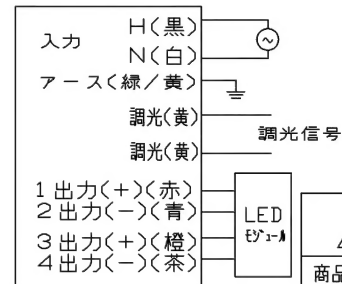 入力
H(黒)
N(白)
アース(緑/黄)
調光(黄)
調光(黄)
調光信号
1出力(+)(赤)
2出力(-)(青)
3出力(+)(橙)
4出力(-)(茶)
LED
モジュール
商品